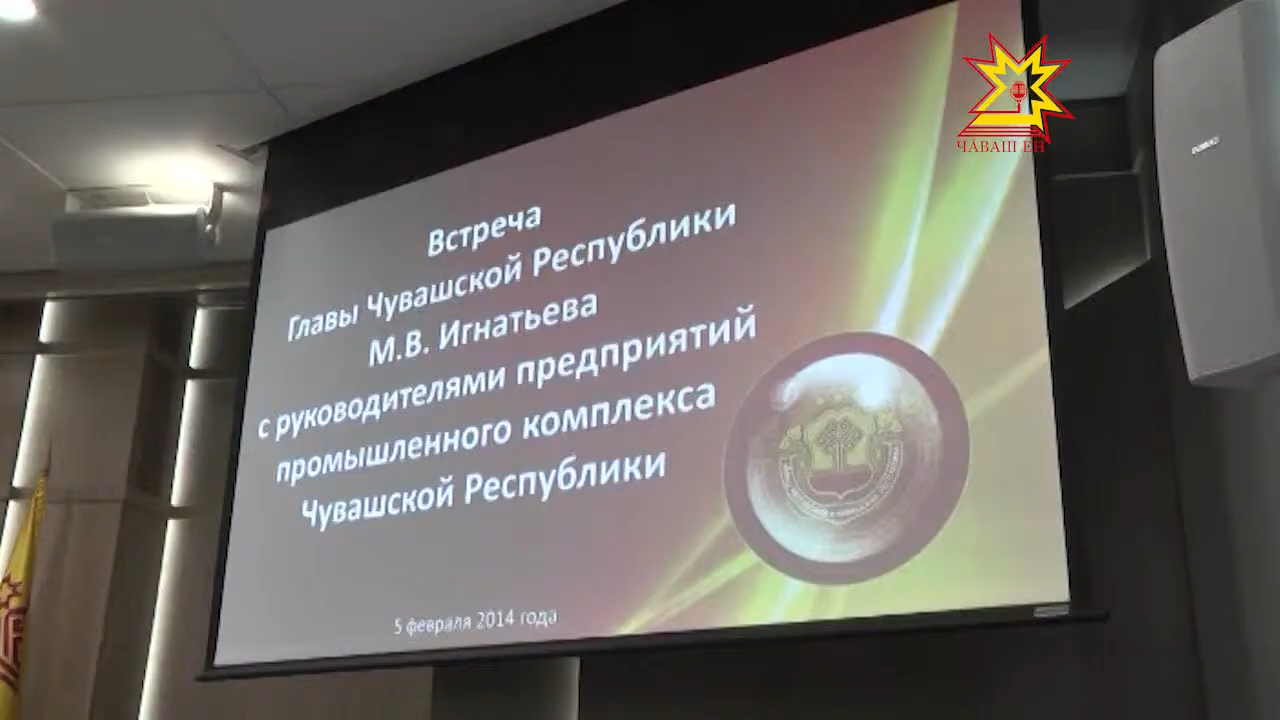 ЧĂВАШ ЕН
Встреча
Главы Чувашской Республики
М.В. Игнатьева
с руководителями предприятий
промышленного комплекса
Чувашской Республики
5 февраля 2014 года